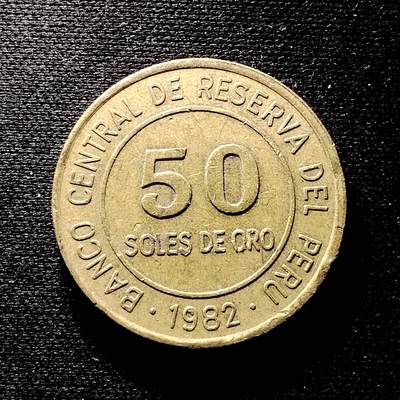 BANCO CENTRAL DE RESERVA DEL PERU
50
SOLES DE ORO
· 1982 ·